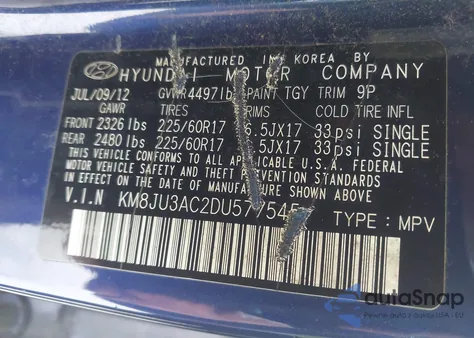 MANUFACTURED IN KOREA BY
HYUNDAI MOTOR COMPANY
JUL/09/12 GVWR 4497lb PAINT TGY TRIM 9P
GAWR TIRES RIMS COLD TIRE INFL
FRONT 2326 lbs 225/60R17 6.5JX17 33psi SINGLE
REAR 2480 lbs 225/60R17 6.5JX17 33psi SINGLE
THIS VEHICLE CONFORMS TO ALL APPLICABLE U.S.A. FEDERAL
MOTOR VEHICLE SAFETY AND THEFT PREVENTION STANDARDS
IN EFFECT ON THE DATE OF MANUFACTURE SHOWN ABOVE.
V.I.N KM8JU3AC2DU57754 TYPE : MPV
autoSnap